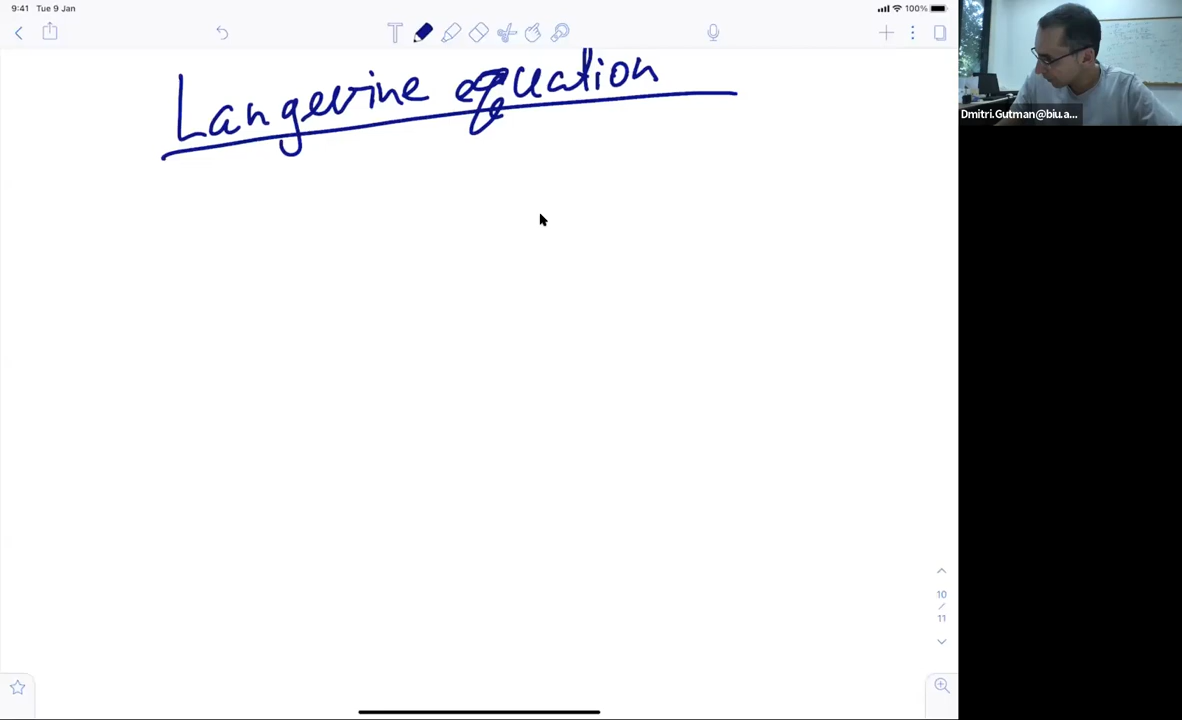 9:41 Tue 9 Jan
100%
T
Langevine equation
Dmitri.Gutman@biu.a...
10
/
11